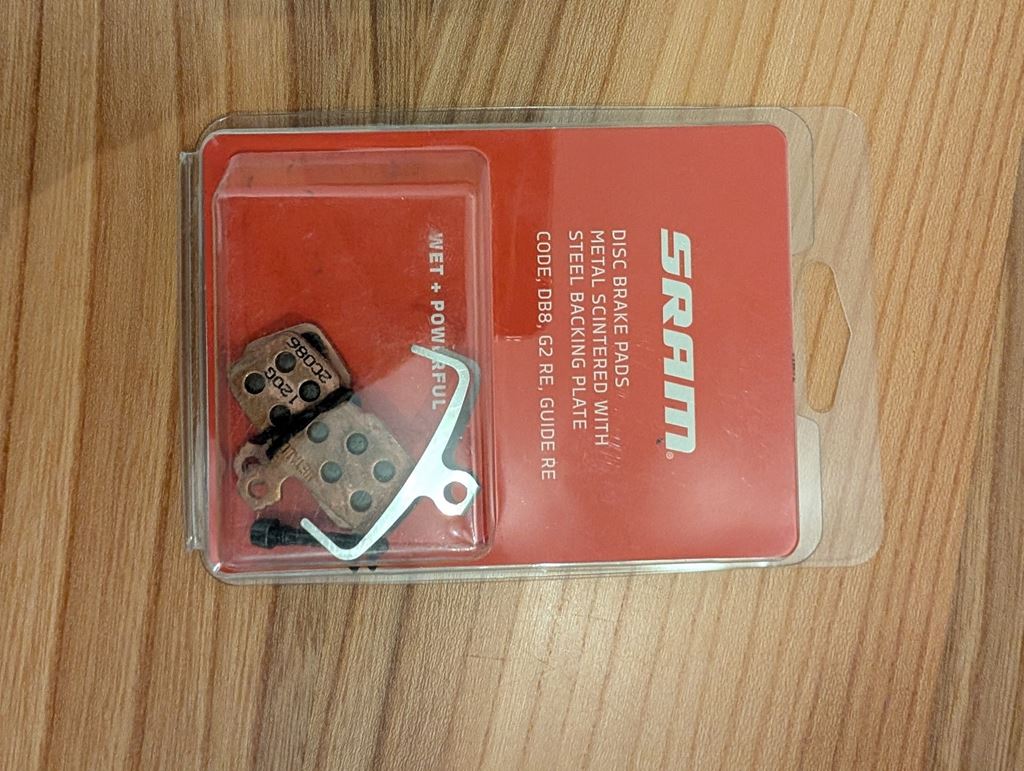 SRAM®
DISC BRAKE PADS
METAL SCINTERED WITH
STEEL BACKING PLATE
CODE, DB8, G2 RE, GUIDE RE
WET + POWERFUL
2C086
120G